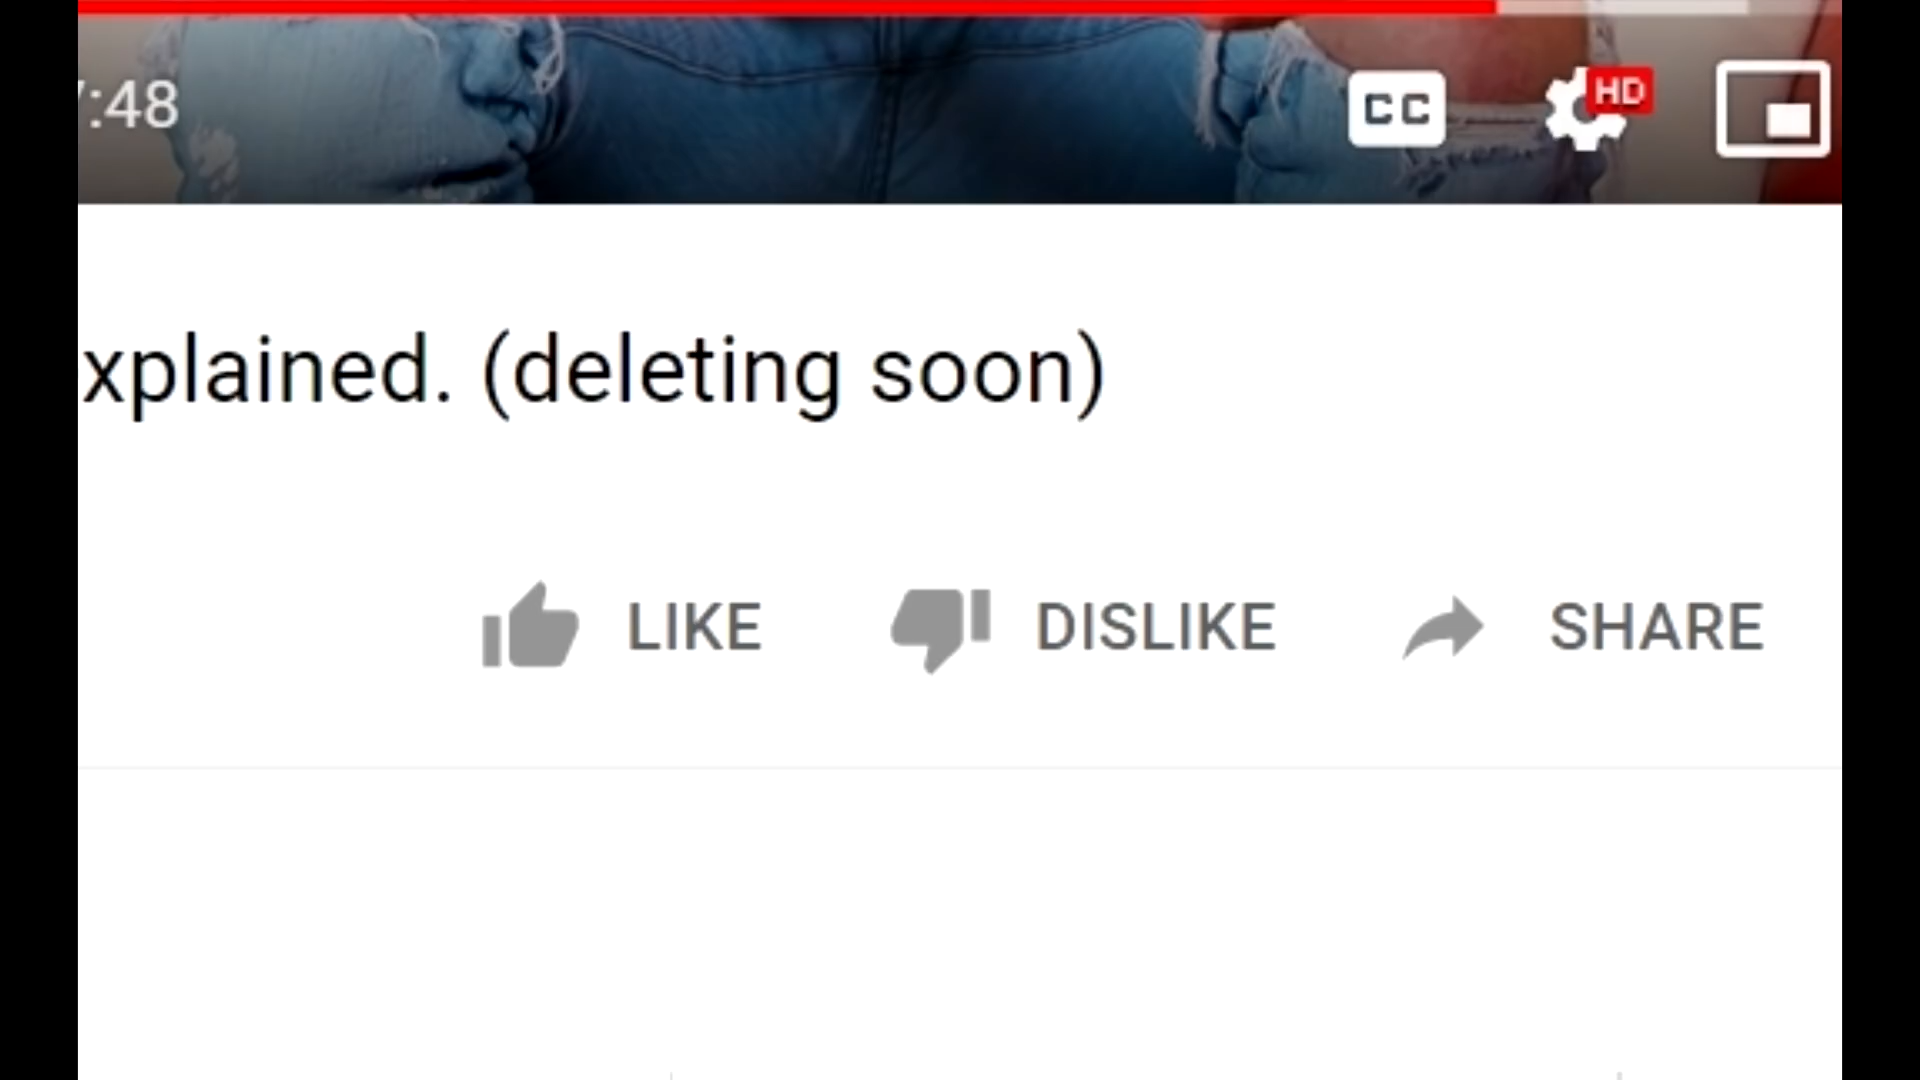 :48
CC
HD
xplained. (deleting soon)
LIKE DISLIKE SHARE